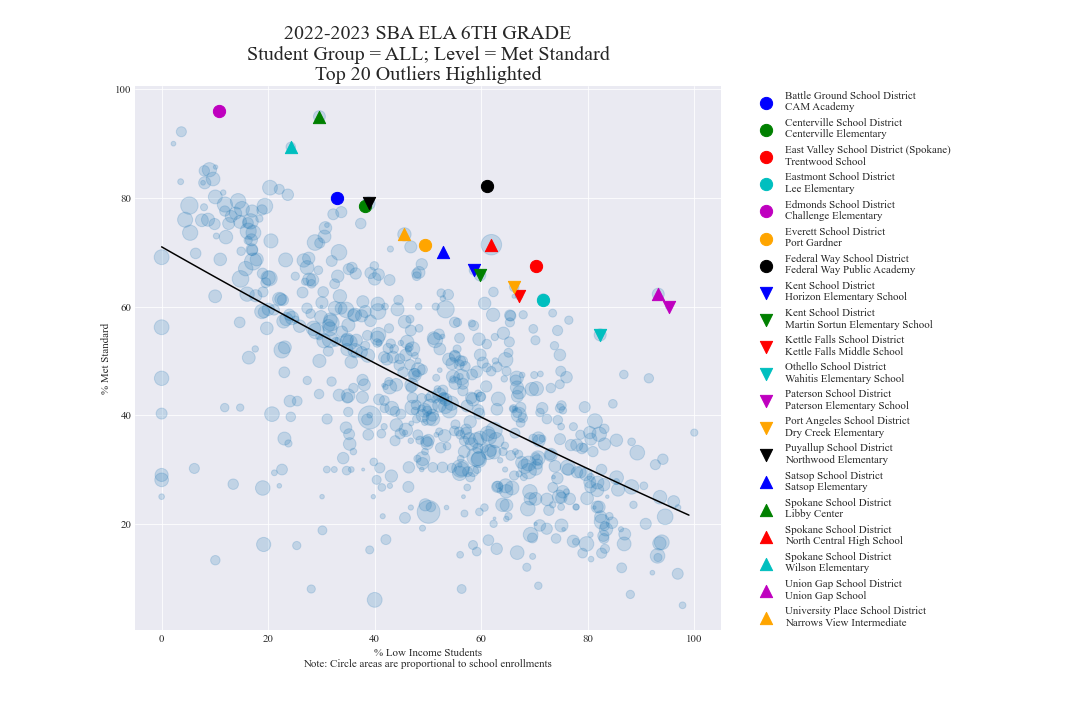 2022-2023 SBA ELA 6TH GRADE
Student Group = ALL; Level = Met Standard
Top 20 Outliers Highlighted
100
80
60
40
20
% Met Standard
0
20
40
60
80
100
% Low Income Students
Note: Circle areas are proportional to school enrollments
Battle Ground School District
CAM Academy
Centerville School District
Centerville Elementary
East Valley School District (Spokane)
Trentwood School
Eastmont School District
Lee Elementary
Edmonds School District
Challenge Elementary
Everett School District
Port Gardner
Federal Way School District
Federal Way Public Academy
Kent School District
Horizon Elementary School
Kent School District
Martin Sortun Elementary School
Kettle Falls School District
Kettle Falls Middle School
Othello School District
Wahitis Elementary School
Paterson School District
Paterson Elementary School
Port Angeles School District
Dry Creek Elementary
Puyallup School District
Northwood Elementary
Satsop School District
Satsop Elementary
Spokane School District
Libby Center
Spokane School District
North Central High School
Spokane School District
Wilson Elementary
Union Gap School District
Union Gap School
University Place School District
Narrows View Intermediate